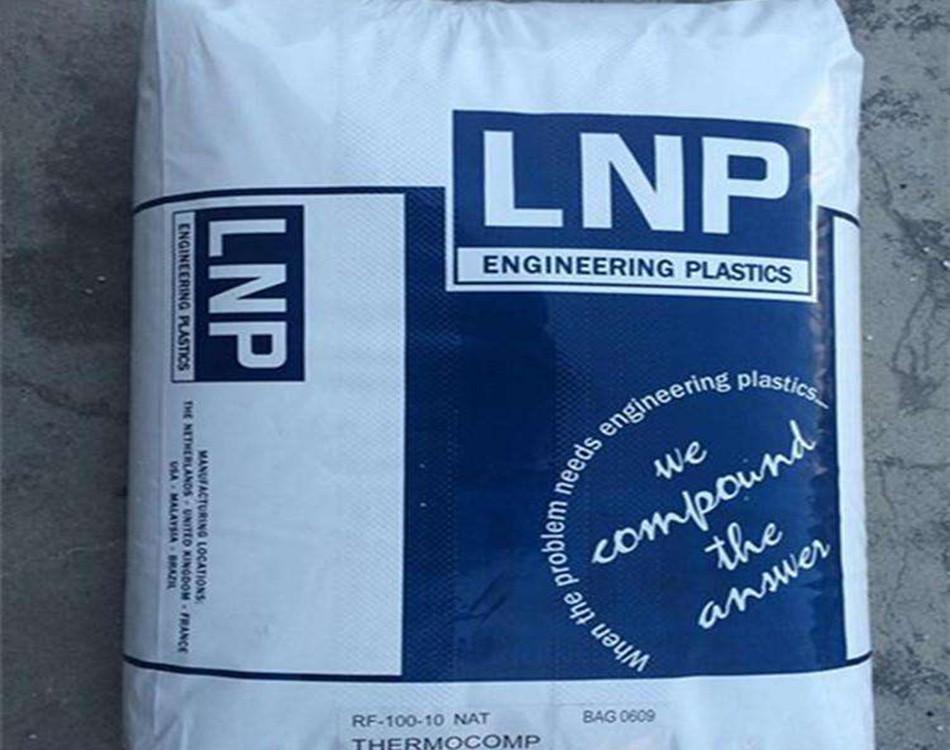 LNP
ENGINEERING PLASTICS
LNP
ENGINEERING PLASTICS
MANUFACTURING LOCATIONS:
THE NETHERLANDS - UNITED KINGDOM - FRANCE
USA - MALAYSIA - BRAZIL
When the problem needs engineering plastics...
we
compound
the
answer
RF-100-10 NAT BAG 0609
THERMOCOMP